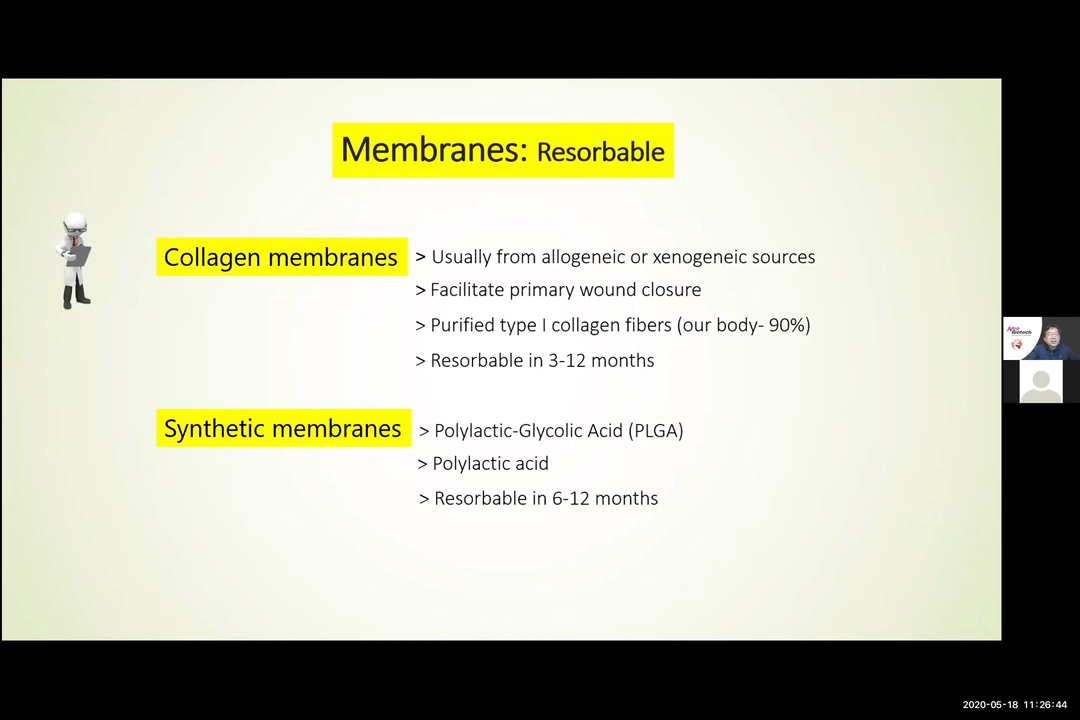 Membranes: Resorbable
Collagen membranes > Usually from allogeneic or xenogeneic sources
> Facilitate primary wound closure
> Purified type I collagen fibers (our body- 90%)
> Resorbable in 3-12 months
Synthetic membranes > Polylactic-Glycolic Acid (PLGA)
> Polylactic acid
> Resorbable in 6-12 months
Neo
Biotech
2020-05-18 11:26:44